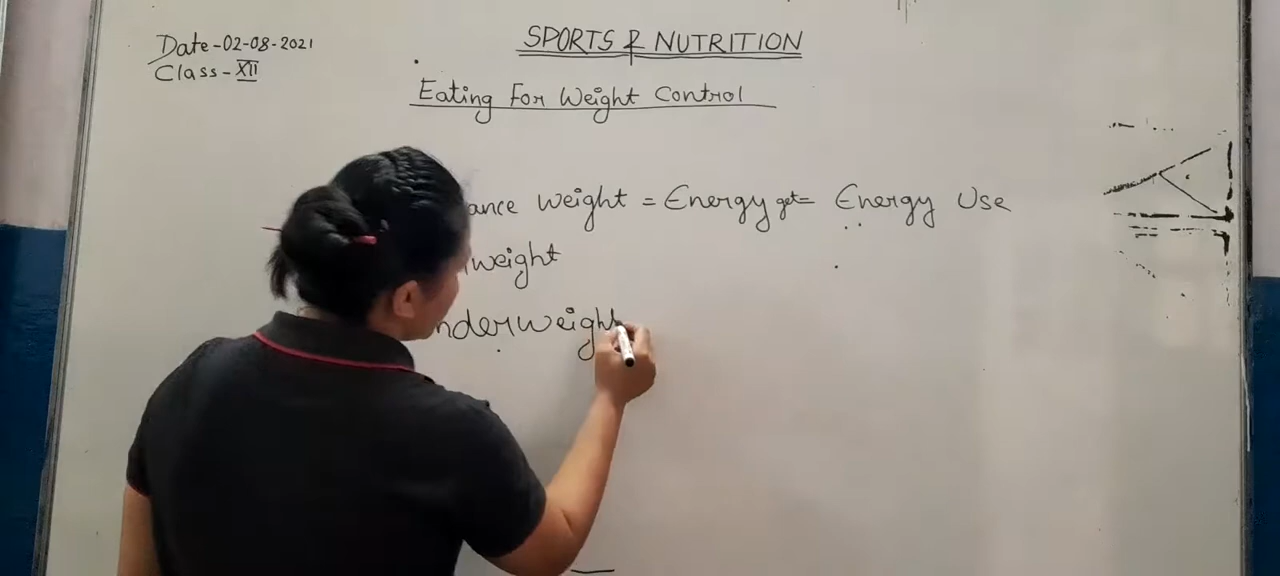 Date-02-08-2021
Class-XII
SPORTS & NUTRITION
Eating For Weight Control
ance weight = Energy get= Energy Use
weight
nderweight